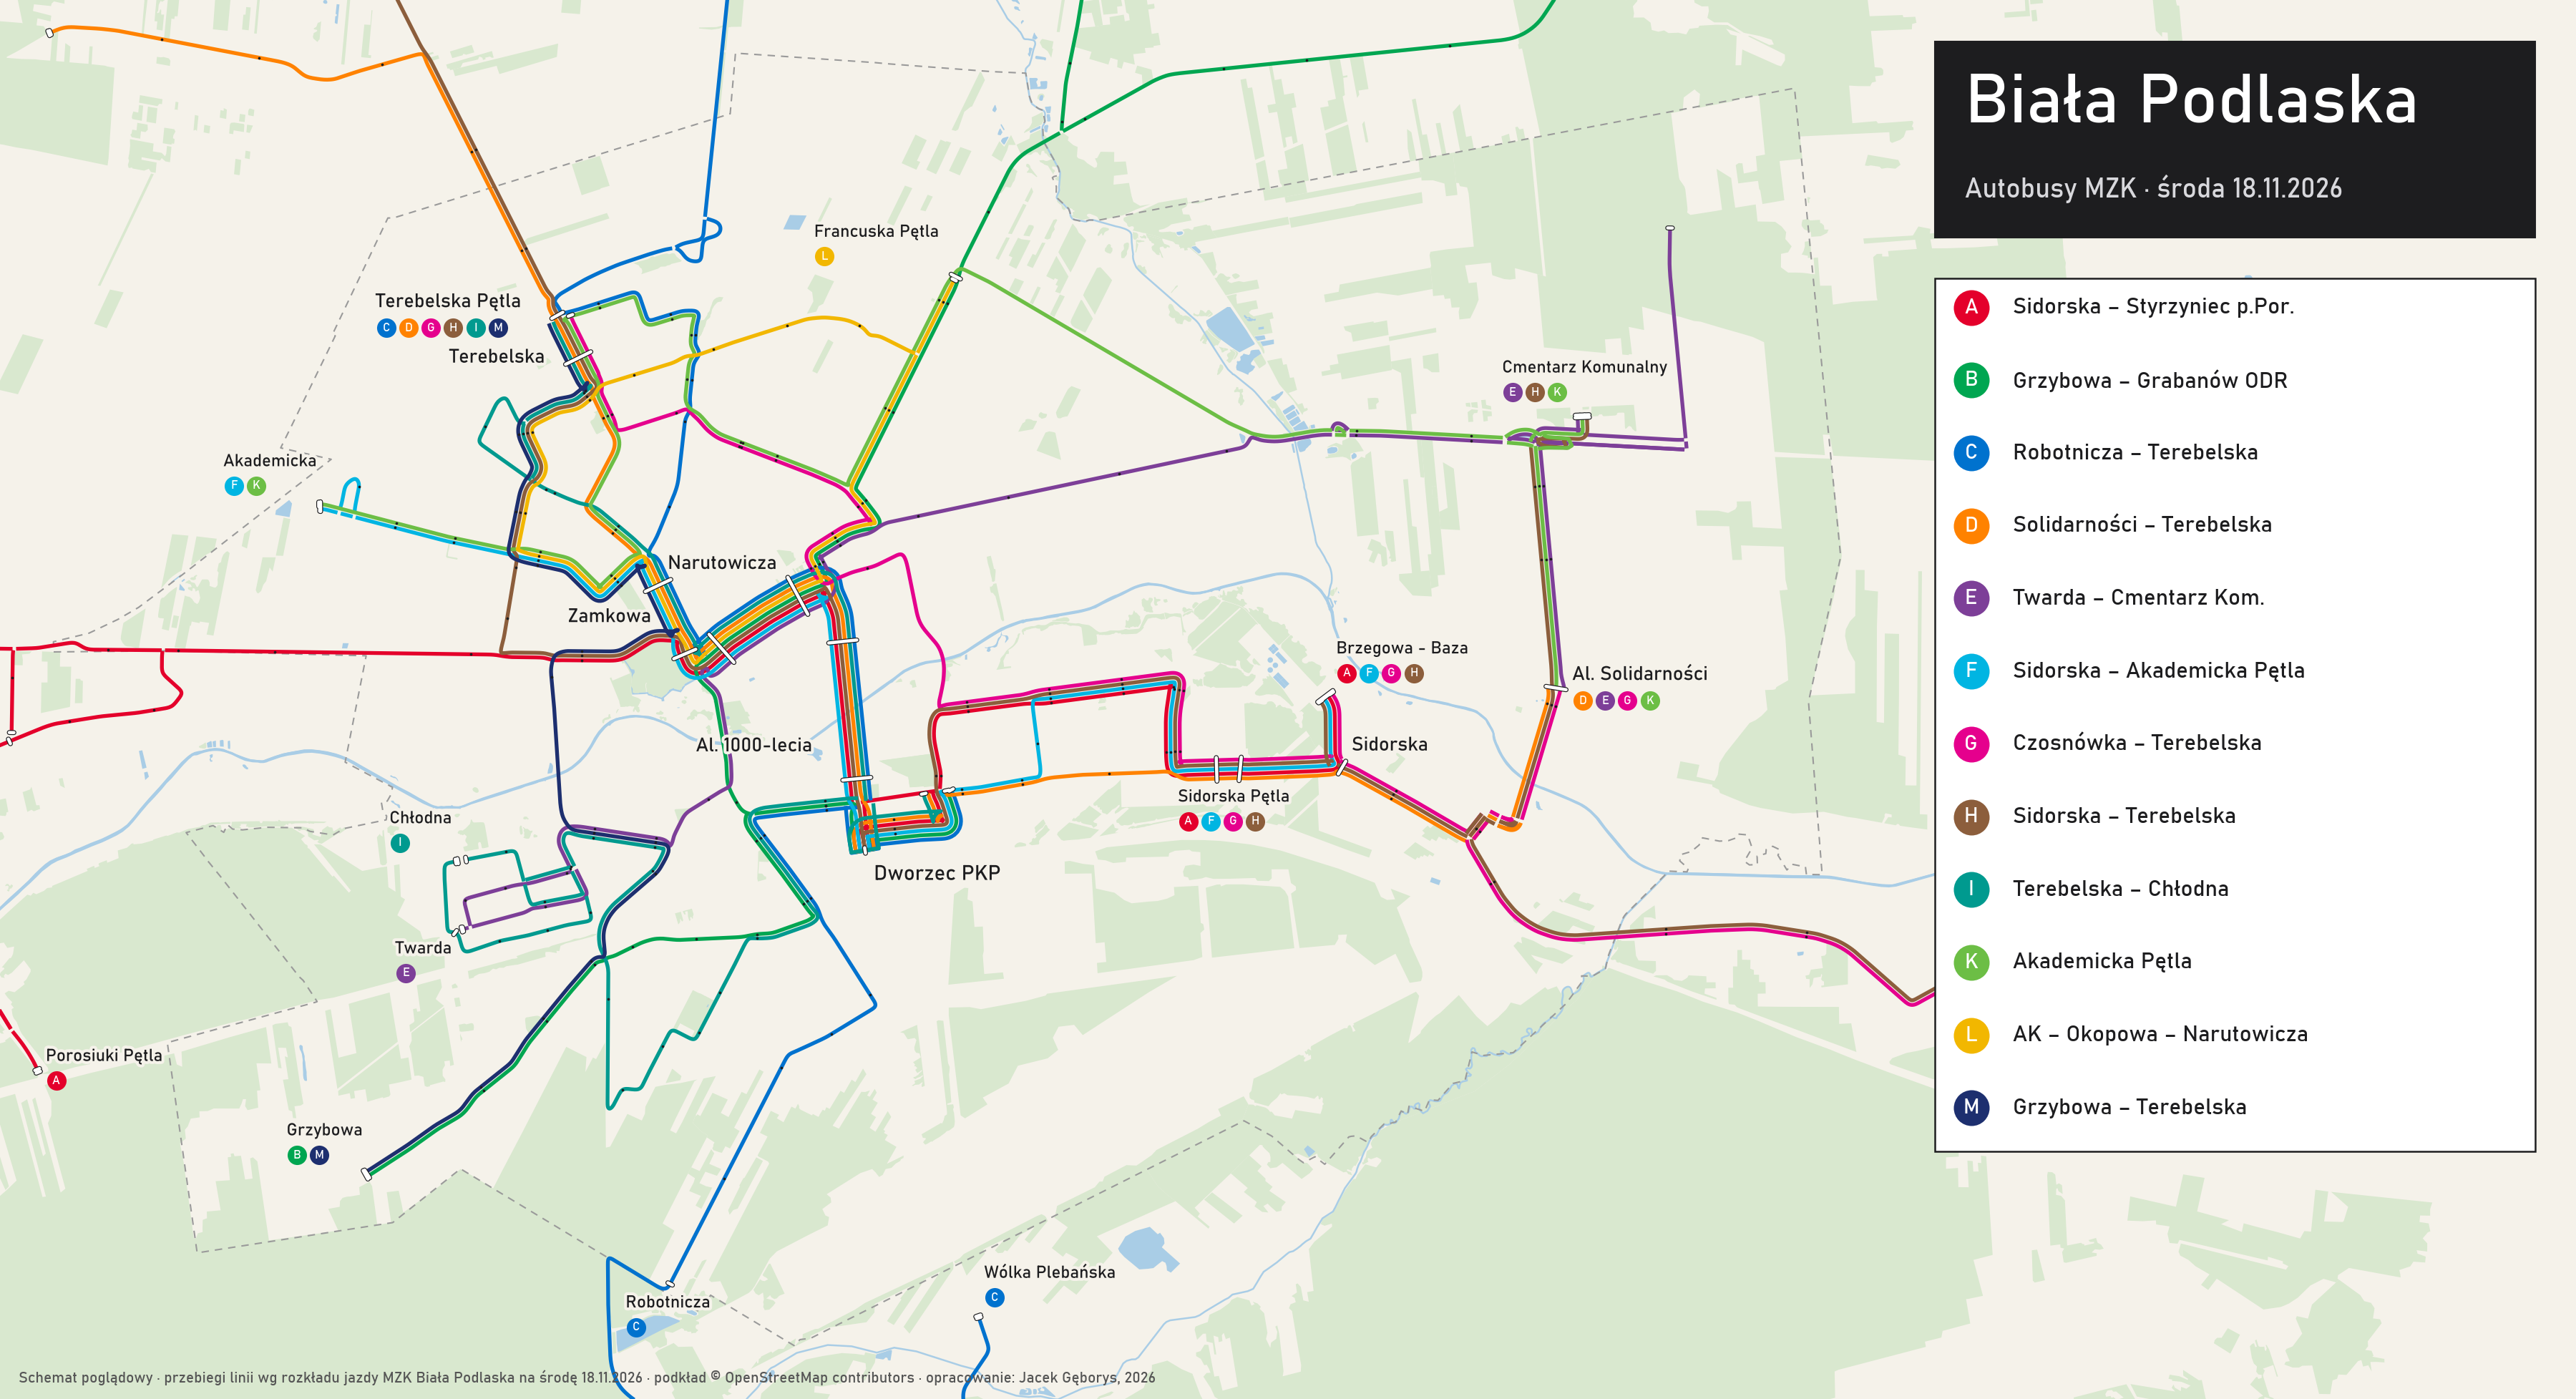 Biała Podlaska
Autobusy MZK · środa 18.11.2026
A Sidorska – Styrzyniec p.Por.
B Grzybowa – Grabanów ODR
C Robotnicza – Terebelska
D Solidarności – Terebelska
E Twarda – Cmentarz Kom.
F Sidorska – Akademicka Pętla
G Czosnówka – Terebelska
H Sidorska – Terebelska
I Terebelska – Chłodna
K Akademicka Pętla
L AK – Okopowa – Narutowicza
M Grzybowa – Terebelska
Francuska Pętla
L
Terebelska Pętla
C D G H I M
Terebelska
Cmentarz Komunalny
E H K
Akademicka
F K
Narutowicza
Zamkowa
Brzegowa - Baza
A F G H
Al. Solidarności
D E G K
Al. 1000-lecia
Sidorska
Sidorska Pętla
A F G H
Chłodna
I
Dworzec PKP
Twarda
E
Porosiuki Pętla
A
Grzybowa
B M
Wólka Plebańska
C
Robotnicza
C
Schemat poglądowy · przebiegi linii wg rozkładu jazdy MZK Biała Podlaska na środę 18.11.2026 · podkład © OpenStreetMap contributors · opracowanie: Jacek Gęborys, 2026